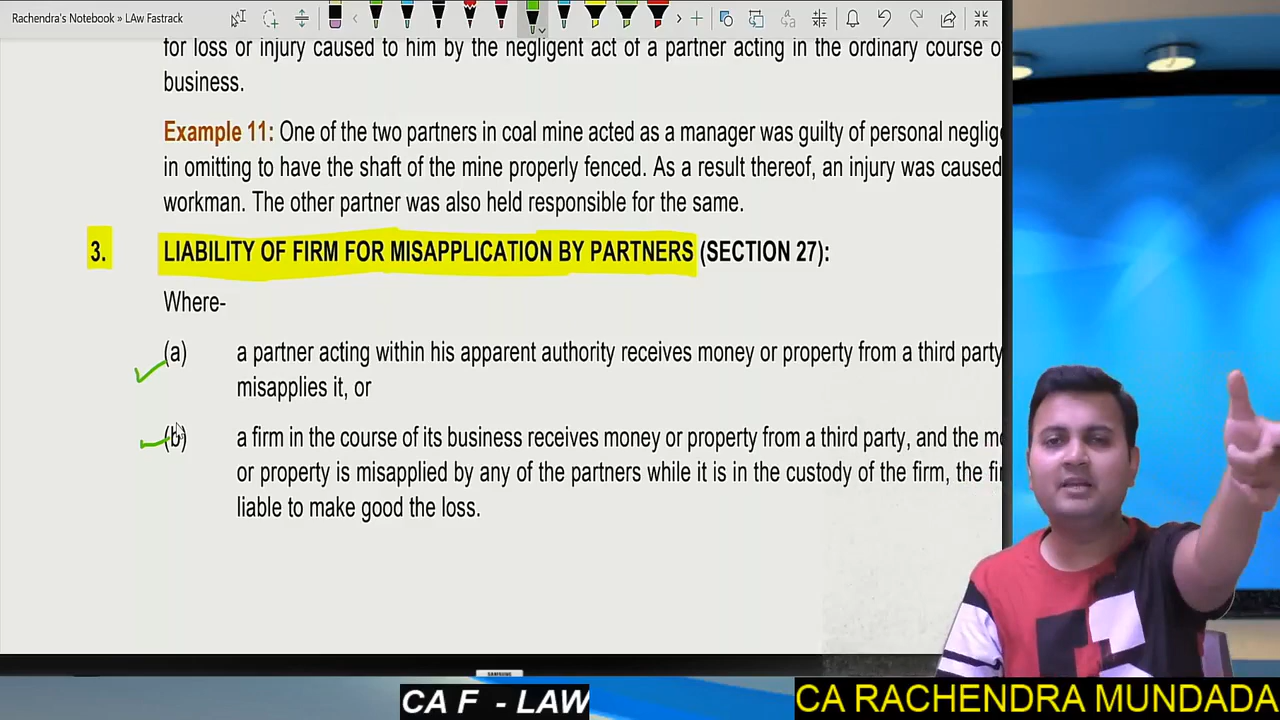 Rachendra's Notebook » LAw Fastrack
for loss or injury caused to him by the negligent act of a partner acting in the ordinary course
business.
Example 11: One of the two partners in coal mine acted as a manager was guilty of personal
in omitting to have the shaft of the mine properly fenced. As a result thereof, an injury was caused
workman. The other partner was also held responsible for the same.
3. LIABILITY OF FIRM FOR MISAPPLICATION BY PARTNERS (SECTION 27):
Where-
(a) a partner acting within his apparent authority receives money or property from a third party
misapplies it, or
(b) a firm in the course of its business receives money or property from a third party, and the
or property is misapplied by any of the partners while it is in the custody of the firm, the
liable to make good the loss.
SAMSUNG
CA F - LAW
CA RACHENDRA MUNDADA